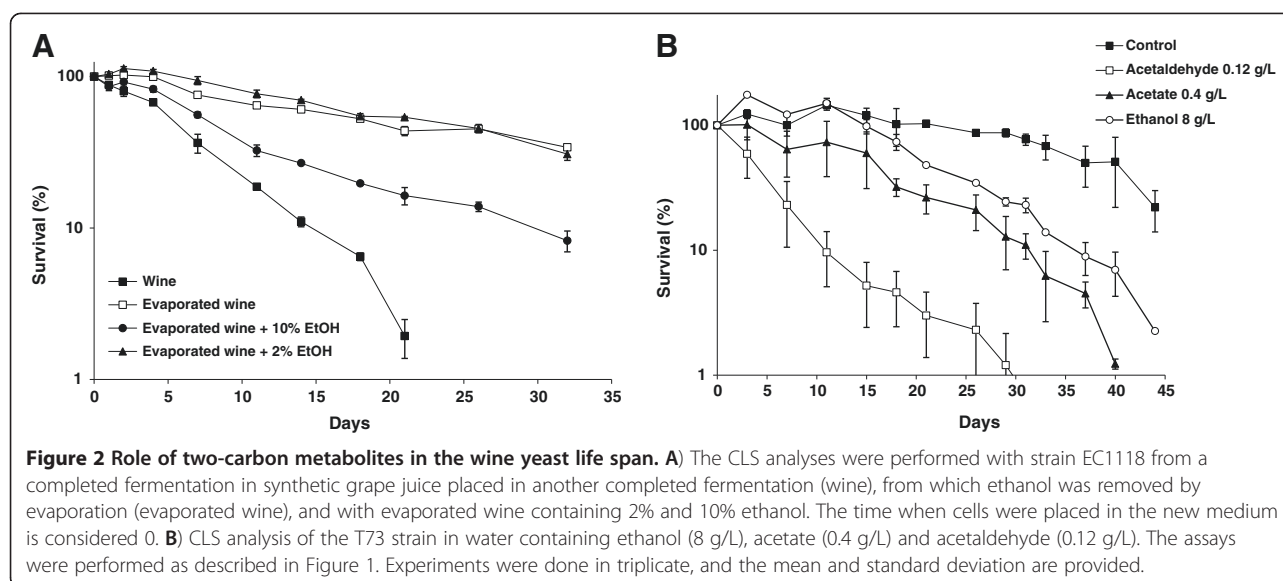 A
100
10
1
Survival (%)
Wine
Evaporated wine
Evaporated wine + 10% EtOH
Evaporated wine + 2% EtOH
0 5 10 15 20 25 30 35
Days
B
Control
Acetaldehyde 0.12 g/L
Acetate 0.4 g/L
Ethanol 8 g/L
100
10
1
Survival (%)
0 5 10 15 20 25 30 35 40 45
Days
Figure 2 Role of two-carbon metabolites in the wine yeast life span. A) The CLS analyses were performed with strain EC1118 from a
completed fermentation in synthetic grape juice placed in another completed fermentation (wine), from which ethanol was removed by
evaporation (evaporated wine), and with evaporated wine containing 2% and 10% ethanol. The time when cells were placed in the new medium
is considered 0. B) CLS analysis of the T73 strain in water containing ethanol (8 g/L), acetate (0.4 g/L) and acetaldehyde (0.12 g/L). The assays
were performed as described in Figure 1. Experiments were done in triplicate, and the mean and standard deviation are provided.